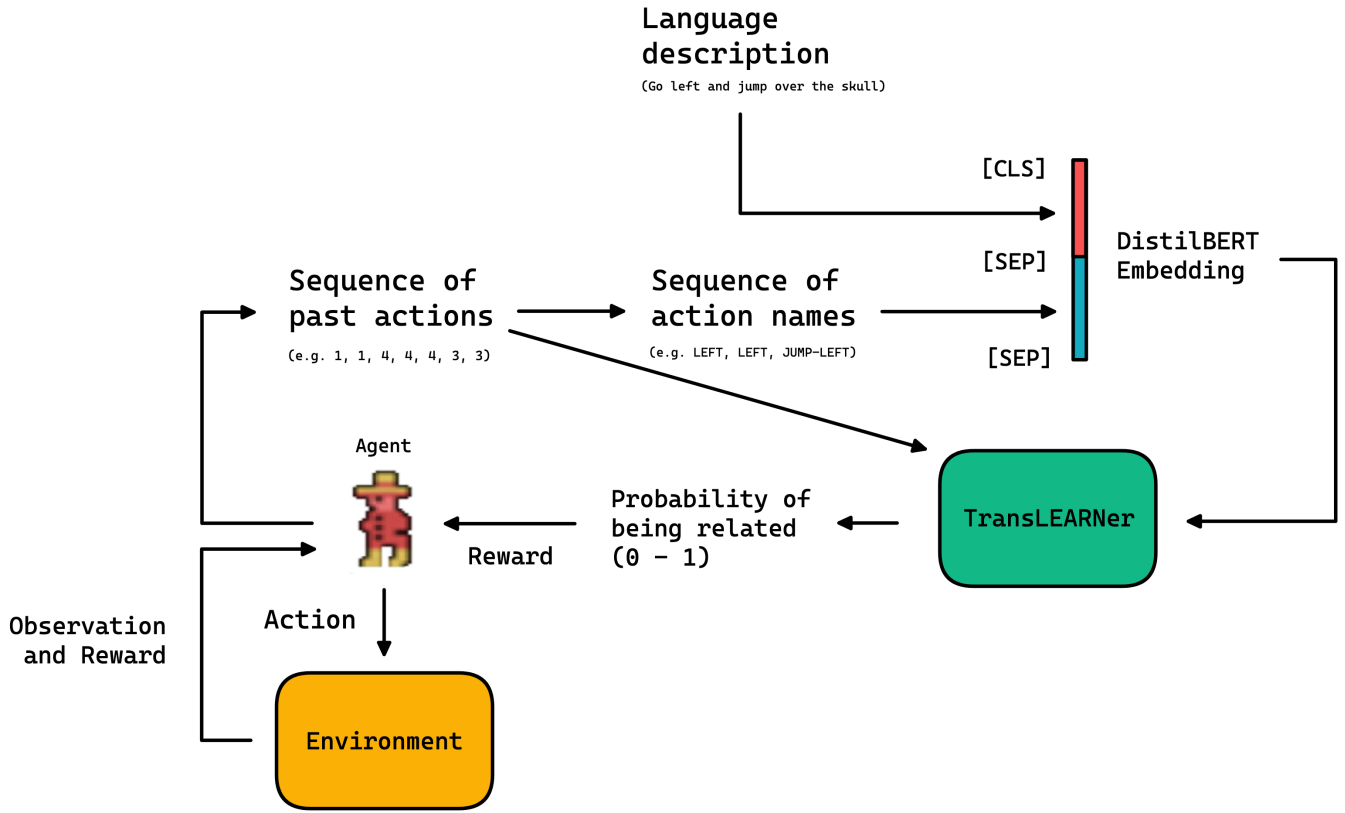 Language
description
(Go left and jump over the skull)
[CLS]
[SEP]
[SEP]
DistilBERT
Embedding
Sequence of
past actions
(e.g. 1, 1, 4, 4, 4, 3, 3)
Sequence of
action names
(e.g. LEFT, LEFT, JUMP-LEFT)
Agent
Reward
Probability of
being related
(0 - 1)
TransLEARNer
Action
Observation
and Reward
Environment